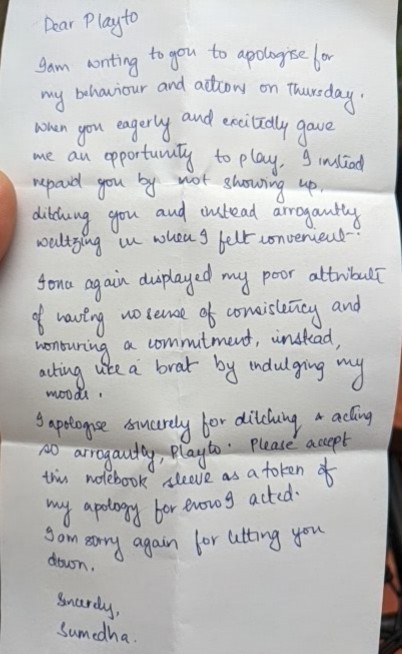 Dear Playto
I am writing to you to apologise for
my behaviour and actions on Thursday.
When you eagerly and excitedly gave
me an opportunity to play, I instead
repaid you by not showing up,
ditching you and instead arrogantly
waltzing in when I felt convenient.
I once again displayed my poor attribute
of having no sense of consistency and
honouring a commitment, instead,
acting like a brat by indulging my
moods.
I apologise sincerely for ditching & acting
so arrogantly, Playto. Please accept
this notebook sleeve as a token of
my apology for how I acted.
I am sorry again for letting you
down.
Sincerely,
Sumedha.